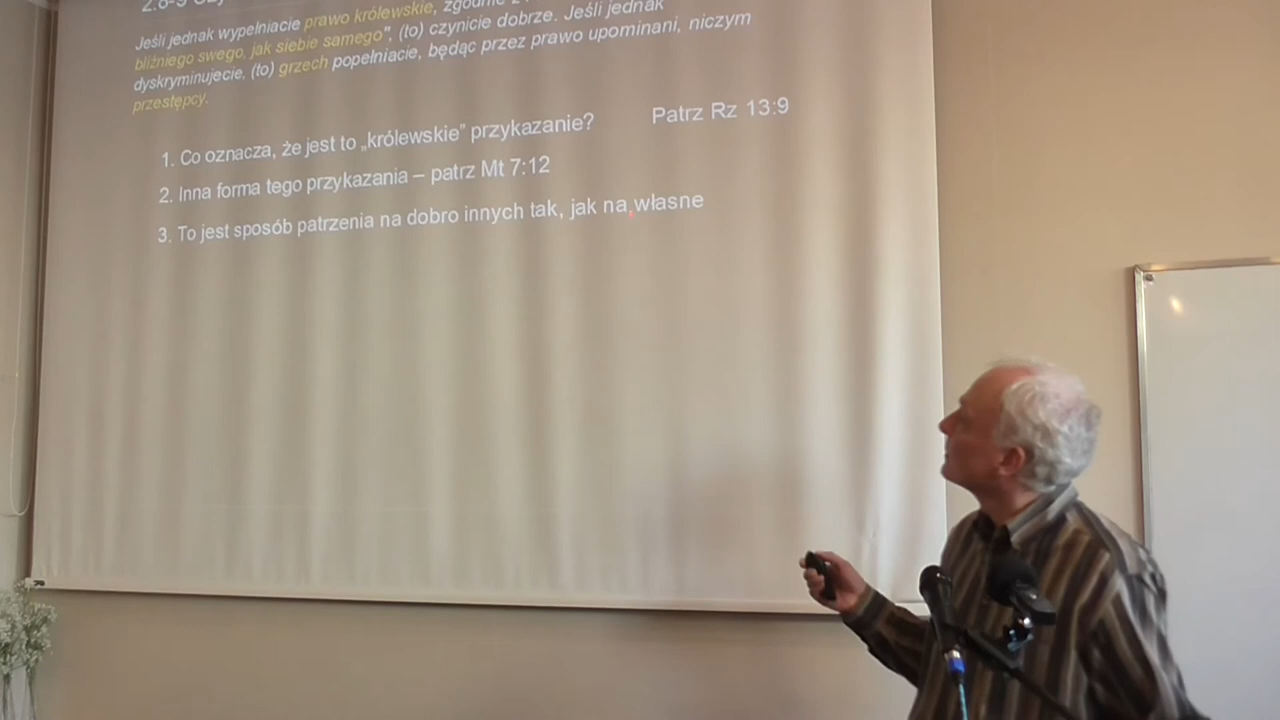 2.8-9
Jeśli jednak wypełniacie prawo królewskie, zgodnie z
bliźniego swego, jak siebie samego", (to) czynicie dobrze. Jeśli jednak
dyskryminujecie, (to) grzech popełniacie, będąc przez prawo upominani, niczym
przestępcy.
1. Co oznacza, że jest to „królewskie” przykazanie? Patrz Rz 13:9
2. Inna forma tego przykazania – patrz Mt 7:12
3. To jest sposób patrzenia na dobro innych tak, jak na własne